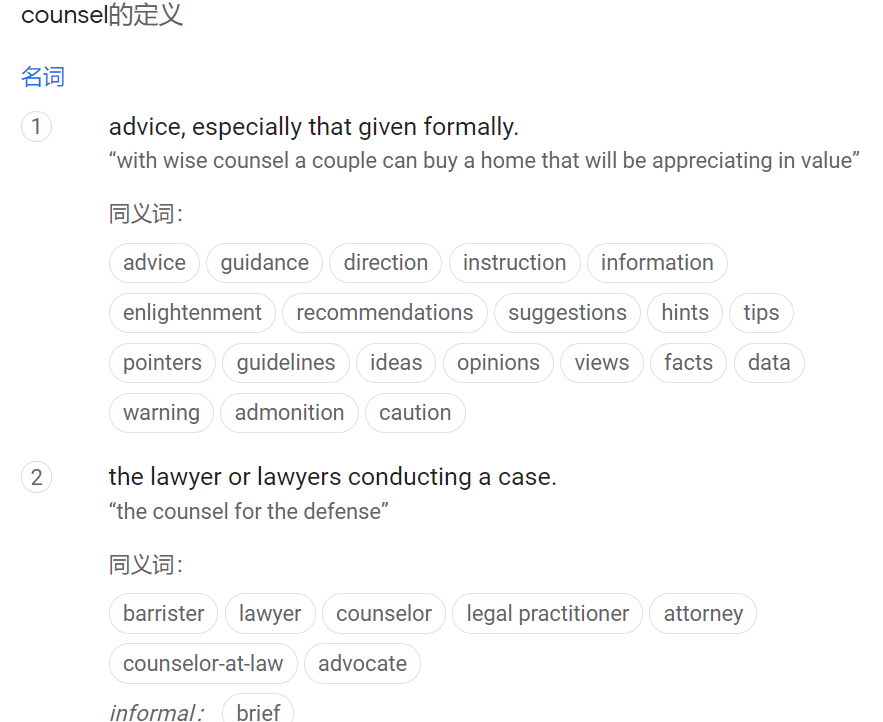 counsel的定义
名词
1 advice, especially that given formally.
“with wise counsel a couple can buy a home that will be appreciating in value”
同义词：
advice guidance direction instruction information
enlightenment recommendations suggestions hints tips
pointers guidelines ideas opinions views facts data
warning admonition caution
2 the lawyer or lawyers conducting a case.
“the counsel for the defense”
同义词：
barrister lawyer counselor legal practitioner attorney
counselor-at-law advocate
informal： brief